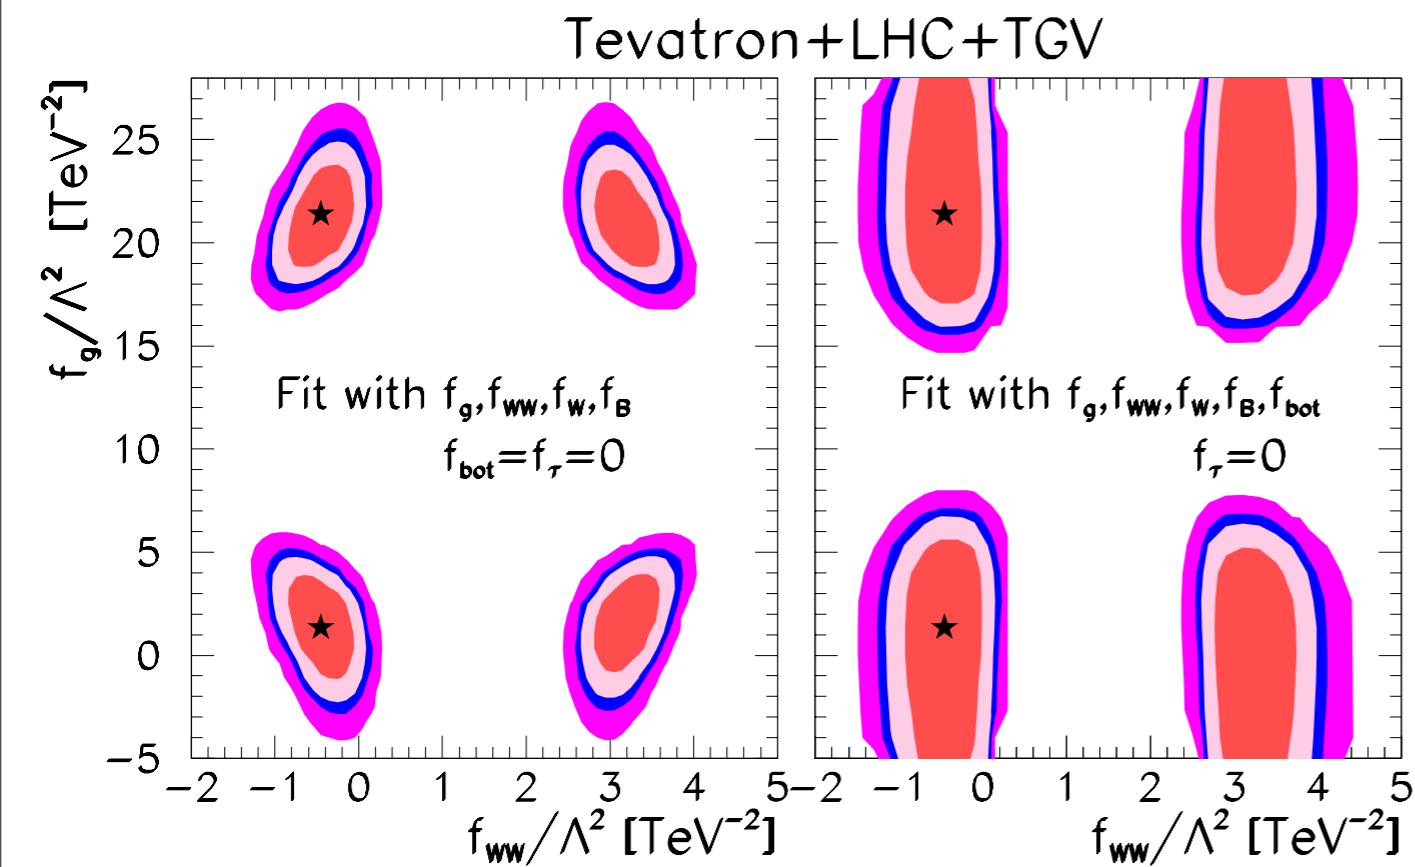 Tevatron+LHC+TGV
f_g/Λ² [TeV⁻²]
25
20
15
10
5
0
−5
Fit with f_g,f_WW,f_W,f_B
f_bot=f_τ=0
Fit with f_g,f_WW,f_W,f_B,f_bot
f_τ=0
−2 −1 0 1 2 3 4 5
−2 −1 0 1 2 3 4 5
f_WW/Λ² [TeV⁻²]
f_WW/Λ² [TeV⁻²]